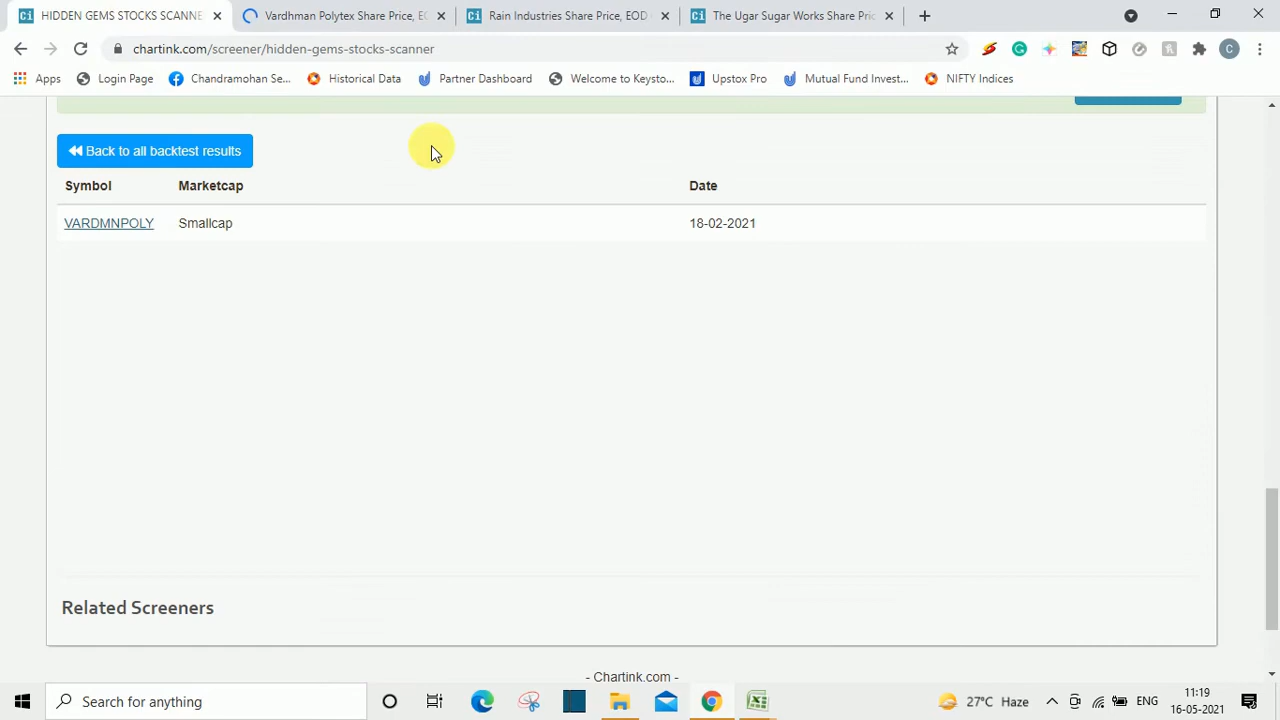 HIDDEN GEMS STOCKS SCANNE
Vardhman Polytex Share Price, EO
Rain Industries Share Price, EOD
The Ugar Sugar Works Share Pric
chartink.com/screener/hidden-gems-stocks-scanner
Apps
Login Page
Chandramohan Se...
Historical Data
Partner Dashboard
Welcome to Keysto...
Upstox Pro
Mutual Fund Invest...
NIFTY Indices
Back to all backtest results
Symbol Marketcap Date
VARDMNPOLY Smallcap 18-02-2021
Related Screeners
- Chartink.com -
Search for anything
27°C Haze
ENG
11:19
16-05-2021